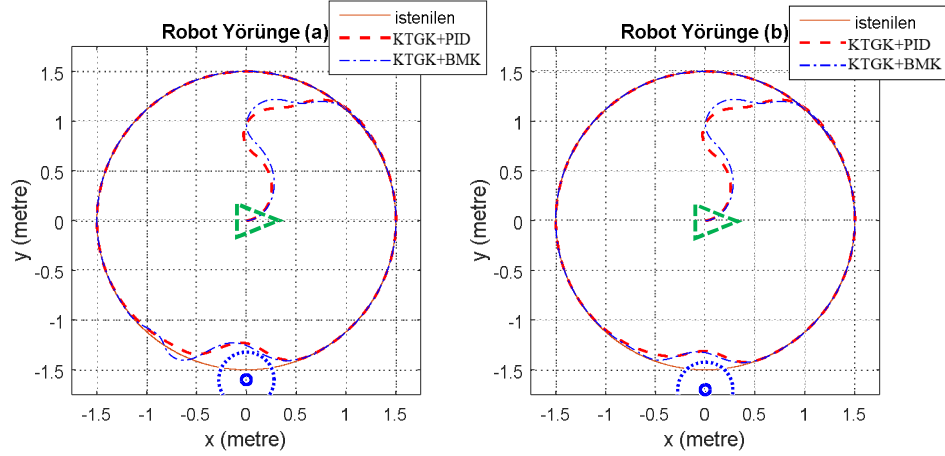 Robot Yörünge (a)
istenilen
KTGK+PID
KTGK+BMK
y (metre)
1.5
1
0.5
0
-0.5
-1
-1.5
-1.5 -1 -0.5 0 0.5 1 1.5
x (metre)
Robot Yörünge (b)
istenilen
KTGK+PID
KTGK+BMK
y (metre)
1.5
1
0.5
0
-0.5
-1
-1.5
-1.5 -1 -0.5 0 0.5 1 1.5
x (metre)